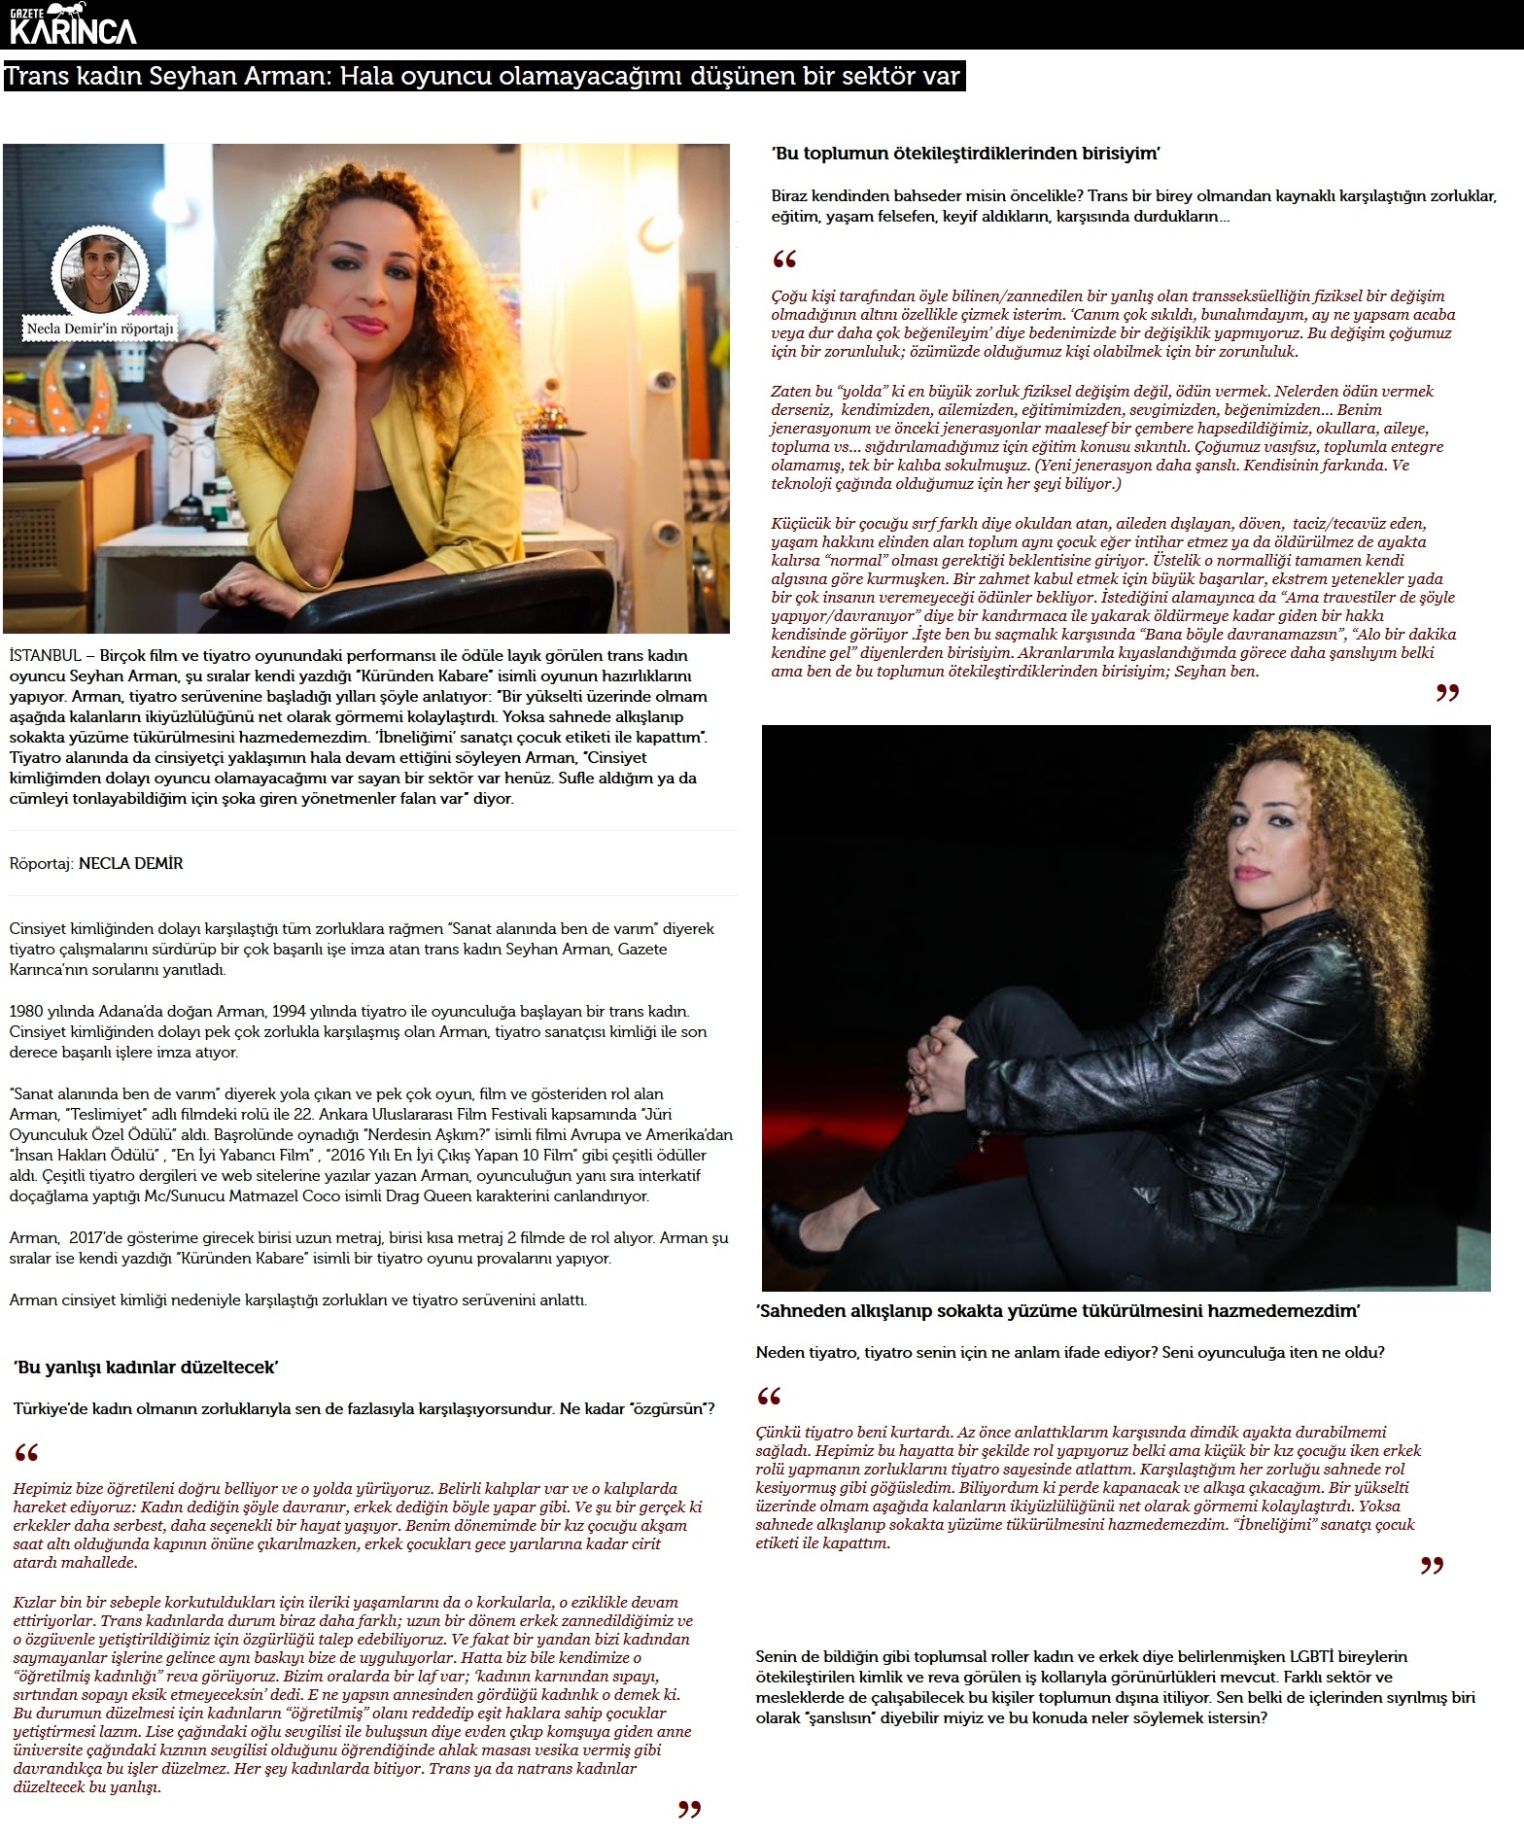 GAZETE
KARINCA
Trans kadın Seyhan Arman: Hala oyuncu olamayacağımı düşünen bir sektör var
Necla Demir'in röportajı
İSTANBUL – Birçok film ve tiyatro oyunundaki performansı ile ödüle layık görülen trans kadın
oyuncu Seyhan Arman, şu sıralar kendi yazdığı “Küründen Kabare” isimli oyunun hazırlıklarını
yapıyor. Arman, tiyatro serüvenine başladığı yılları şöyle anlatıyor: “Bir yükselti üzerinde olmam
aşağıda kalanların ikiyüzlülüğünü net olarak görmemi kolaylaştırdı. Yoksa sahnede alkışlanıp
sokakta yüzüme tükürülmesini hazmedemezdim. ‘İbneliğimi’ sanatçı çocuk etiketi ile kapattım”.
Tiyatro alanında da cinsiyetçi yaklaşımın hala devam ettiğini söyleyen Arman, “Cinsiyet
kimliğimden dolayı oyuncu olamayacağımı var sayan bir sektör var henüz. Sufle aldığım ya da
cümleyi tonlayabildiğim için şoka giren yönetmenler falan var” diyor.
Röportaj: NECLA DEMİR
Cinsiyet kimliğinden dolayı karşılaştığı tüm zorluklara rağmen “Sanat alanında ben de varım” diyerek
tiyatro çalışmalarını sürdürüp bir çok başarılı işe imza atan trans kadın Seyhan Arman, Gazete
Karınca’nın sorularını yanıtladı.
1980 yılında Adana’da doğan Arman, 1994 yılında tiyatro ile oyunculuğa başlayan bir trans kadın.
Cinsiyet kimliğinden dolayı pek çok zorlukla karşılaşmış olan Arman, tiyatro sanatçısı kimliği ile son
derece başarılı işlere imza atıyor.
“Sanat alanında ben de varım” diyerek yola çıkan ve pek çok oyun, film ve gösteriden rol alan
Arman, “Teslimiyet” adlı filmdeki rolü ile 22. Ankara Uluslararası Film Festivali kapsamında “Jüri
Oyunculuk Özel Ödülü” aldı. Başrolünde oynadığı “Nerdesin Aşkım?” isimli filmi Avrupa ve Amerika’dan
“İnsan Hakları Ödülü” , “En İyi Yabancı Film” , “2016 Yılı En İyi Çıkış Yapan 10 Film” gibi çeşitli ödüller
aldı. Çeşitli tiyatro dergileri ve web sitelerine yazılar yazan Arman, oyunculuğun yanı sıra interkatif
doçağlama yaptığı Mc/Sunucu Matmazel Coco isimli Drag Queen karakterini canlandırıyor.
Arman,  2017’de gösterime girecek birisi uzun metraj, birisi kısa metraj 2 filmde de rol alıyor. Arman şu
sıralar ise kendi yazdığı “Küründen Kabare” isimli bir tiyatro oyunu provalarını yapıyor.
Arman cinsiyet kimliği nedeniyle karşılaştığı zorlukları ve tiyatro serüvenini anlattı.
‘Bu yanlışı kadınlar düzeltecek’
Türkiye’de kadın olmanın zorluklarıyla sen de fazlasıyla karşılaşıyorsundur. Ne kadar “özgürsün”?
“
Hepimiz bize öğretileni doğru belliyor ve o yolda yürüyoruz. Belirli kalıplar var ve o kalıplarda
hareket ediyoruz: Kadın dediğin şöyle davranır, erkek dediğin böyle yapar gibi. Ve şu bir gerçek ki
erkekler daha serbest, daha seçenekli bir hayat yaşıyor. Benim dönemimde bir kız çocuğu akşam
saat altı olduğunda kapının önüne çıkarılmazken, erkek çocukları gece yarılarına kadar cirit
atardı mahallede.
Kızlar bin bir sebeple korkutuldukları için ileriki yaşamlarını da o korkularla, o eziklikle devam
ettiriyorlar. Trans kadınlarda durum biraz daha farklı; uzun bir dönem erkek zannedildiğimiz ve
o özgüvenle yetiştirildiğimiz için özgürlüğü talep edebiliyoruz. Ve fakat bir yandan bizi kadından
saymayanlar işlerine gelince aynı baskıyı bize de uyguluyorlar. Hatta biz bile kendimize o
“öğretilmiş kadınlığı” reva görüyoruz. Bizim oralarda bir laf var; ‘kadının karnından sıpayı,
sırtından sopayı eksik etmeyeceksin’ dedi. E ne yapsın annesinden gördüğü kadınlık o demek ki.
Bu durumun düzelmesi için kadınların “öğretilmiş” olanı reddedip eşit haklara sahip çocuklar
yetiştirmesi lazım. Lise çağındaki oğlu sevgilisi ile buluşsun diye evden çıkıp komşuya giden anne
üniversite çağındaki kızının sevgilisi olduğunu öğrendiğinde ahlak masası vesika vermiş gibi
davrandıkça bu işler düzelmez. Her şey kadınlarda bitiyor. Trans ya da natrans kadınlar
düzeltecek bu yanlışı.
”
‘Bu toplumun ötekileştirdiklerinden birisiyim’
Biraz kendinden bahseder misin öncelikle? Trans bir birey olmandan kaynaklı karşılaştığın zorluklar,
eğitim, yaşam felsefen, keyif aldıkların, karşısında durdukların…
“
Çoğu kişi tarafından öyle bilinen/zannedilen bir yanlış olan transseksüelliğin fiziksel bir değişim
olmadığının altını özellikle çizmek isterim. ‘Canım çok sıkıldı, bunalımdayım, ay ne yapsam acaba
veya dur daha çok beğenileyim’ diye bedenimizde bir değişiklik yapmıyoruz. Bu değişim çoğumuz
için bir zorunluluk; özümüzde olduğumuz kişi olabilmek için bir zorunluluk.
Zaten bu “yolda” ki en büyük zorluk fiziksel değişim değil, ödün vermek. Nelerden ödün vermek
derseniz,  kendimizden, ailemizden, eğitimimizden, sevgimizden, beğenimizden… Benim
jenerasyonum ve önceki jenerasyonlar maalesef bir çembere hapsedildiğimiz, okullara, aileye,
topluma vs… sığdırılamadığımız için eğitim konusu sıkıntılı. Çoğumuz vasıfsız, toplumla entegre
olamamış, tek bir kalıba sokulmuşuz. (Yeni jenerasyon daha şanslı. Kendisinin farkında. Ve
teknoloji çağında olduğumuz için her şeyi biliyor.)
Küçücük bir çocuğu sırf farklı diye okuldan atan, aileden dışlayan, döven,  taciz/tecavüz eden,
yaşam hakkını elinden alan toplum aynı çocuk eğer intihar etmez ya da öldürülmez de ayakta
kalırsa “normal” olması gerektiği beklentisine giriyor. Üstelik o normalliği tamamen kendi
algısına göre kurmuşken. Bir zahmet kabul etmek için büyük başarılar, ekstrem yetenekler yada
bir çok insanın veremeyeceği ödünler bekliyor. İstediğini alamayınca da “Ama travestiler de şöyle
yapıyor/davranıyor” diye bir kandırmaca ile yakarak öldürmeye kadar giden bir hakkı
kendisinde görüyor .İşte ben bu saçmalık karşısında “Bana böyle davranamazsın”, “Alo bir dakika
kendine gel” diyenlerden birisiyim. Akranlarımla kıyaslandığımda görece daha şanslıyım belki
ama ben de bu toplumun ötekileştirdiklerinden birisiyim; Seyhan ben.
”
‘Sahneden alkışlanıp sokakta yüzüme tükürülmesini hazmedemezdim’
Neden tiyatro, tiyatro senin için ne anlam ifade ediyor? Seni oyunculuğa iten ne oldu?
“
Çünkü tiyatro beni kurtardı. Az önce anlattıklarım karşısında dimdik ayakta durabilmemi
sağladı. Hepimiz bu hayatta bir şekilde rol yapıyoruz belki ama küçük bir kız çocuğu iken erkek
rolü yapmanın zorluklarını tiyatro sayesinde atlattım. Karşılaştığım her zorluğu sahnede rol
kesiyormuş gibi göğüsledim. Biliyordum ki perde kapanacak ve alkışa çıkacağım. Bir yükselti
üzerinde olmam aşağıda kalanların ikiyüzlülüğünü net olarak görmemi kolaylaştırdı. Yoksa
sahnede alkışlanıp sokakta yüzüme tükürülmesini hazmedemezdim. “İbneliğimi” sanatçı çocuk
etiketi ile kapattım.
”
Senin de bildiğin gibi toplumsal roller kadın ve erkek diye belirlenmişken LGBTİ bireylerin
ötekileştirilen kimlik ve reva görülen iş kollarıyla görünürlükleri mevcut. Farklı sektör ve
mesleklerde de çalışabilecek bu kişiler toplumun dışına itiliyor. Sen belki de içlerinden sıyrılmış biri
olarak “şanslısın” diyebilir miyiz ve bu konuda neler söylemek istersin?